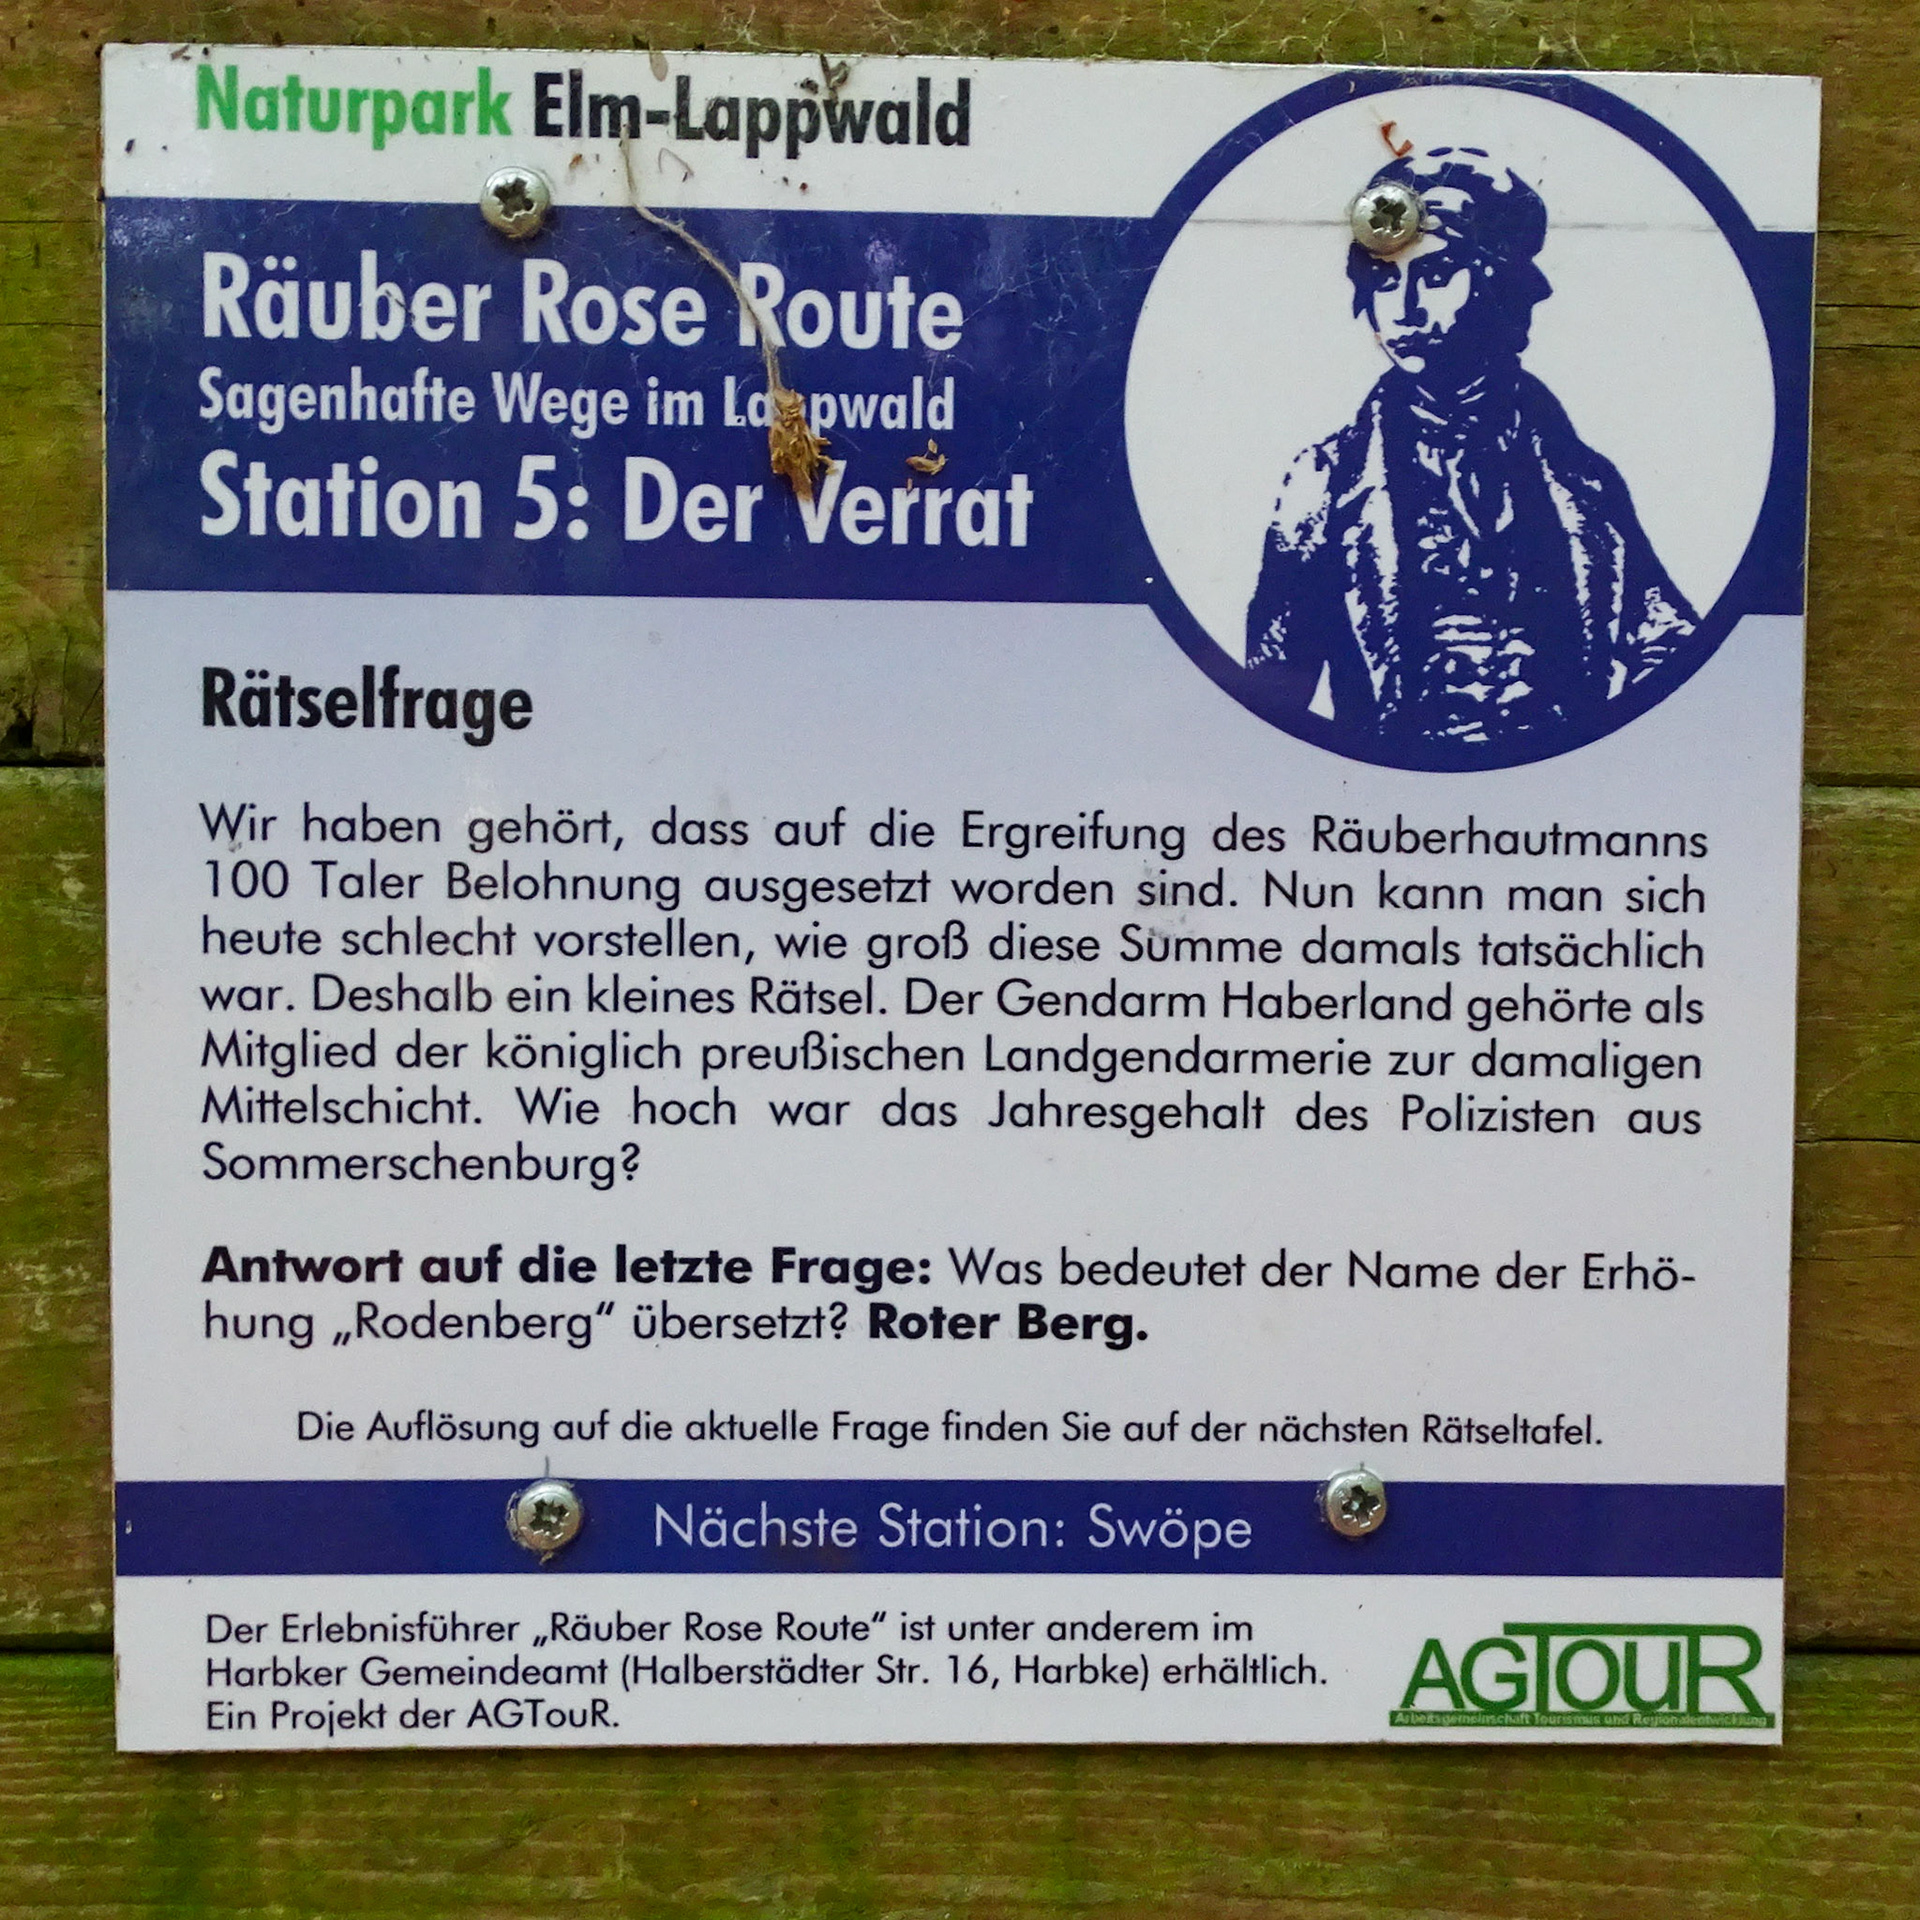 Naturpark Elm-Lappwald
Räuber Rose Route
Sagenhafte Wege im Lappwald
Station 5: Der Verrat
Rätselfrage
Wir haben gehört, dass auf die Ergreifung des Räuberhautmanns
100 Taler Belohnung ausgesetzt worden sind. Nun kann man sich
heute schlecht vorstellen, wie groß diese Summe damals tatsächlich
war. Deshalb ein kleines Rätsel. Der Gendarm Haberland gehörte als
Mitglied der königlich preußischen Landgendarmerie zur damaligen
Mittelschicht. Wie hoch war das Jahresgehalt des Polizisten aus
Sommerschenburg?
Antwort auf die letzte Frage: Was bedeutet der Name der Erhö-
hung „Rodenberg“ übersetzt? Roter Berg.
Die Auflösung auf die aktuelle Frage finden Sie auf der nächsten Rätseltafel.
Nächste Station: Swöpe
Der Erlebnisführer „Räuber Rose Route“ ist unter anderem im
Harbker Gemeindeamt (Halberstädter Str. 16, Harbke) erhältlich.
Ein Projekt der AGTouR.
AGTOUR
Arbeitsgemeinschaft Tourismus und Regionalentwicklung